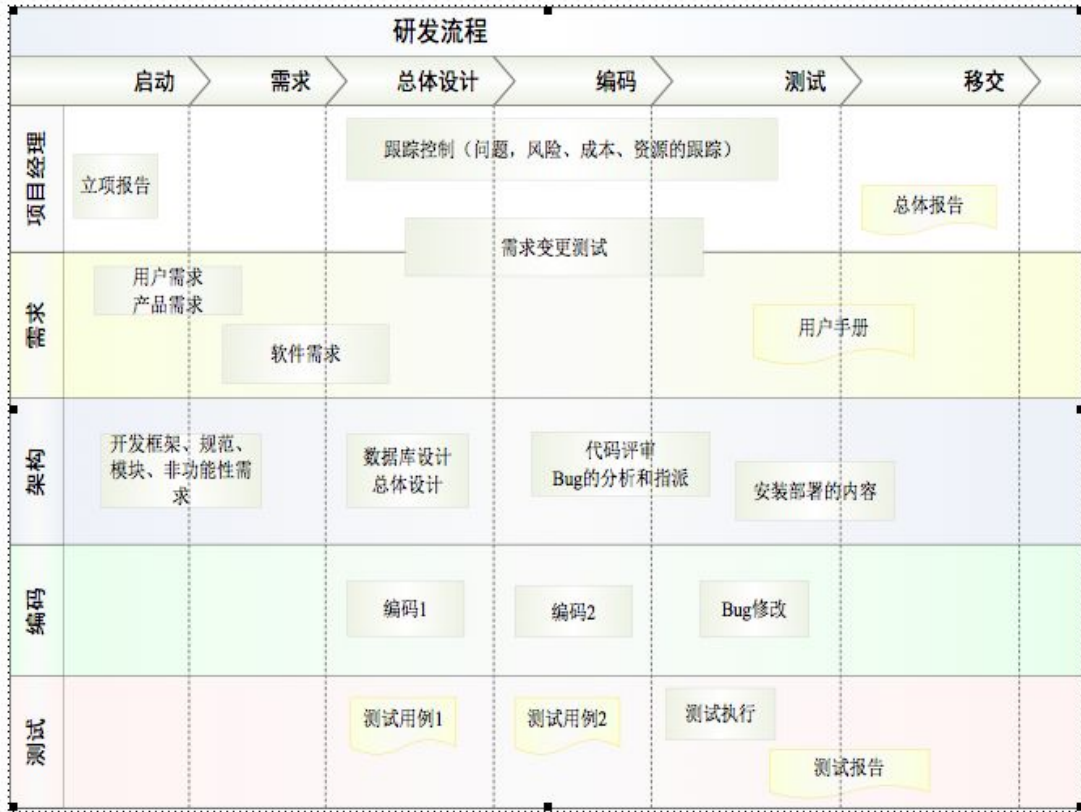 研发流程
启动
需求
总体设计
编码
测试
移交
项目经理
立项报告
跟踪控制（问题，风险、成本、资源的跟踪）
总体报告
需求变更测试
需求
用户需求
产品需求
软件需求
用户手册
架构
开发框架、规范、
模块、非功能性需
求
数据库设计
总体设计
代码评审
Bug的分析和指派
安装部署的内容
编码
编码1
编码2
Bug修改
测试
测试用例1
测试用例2
测试执行
测试报告